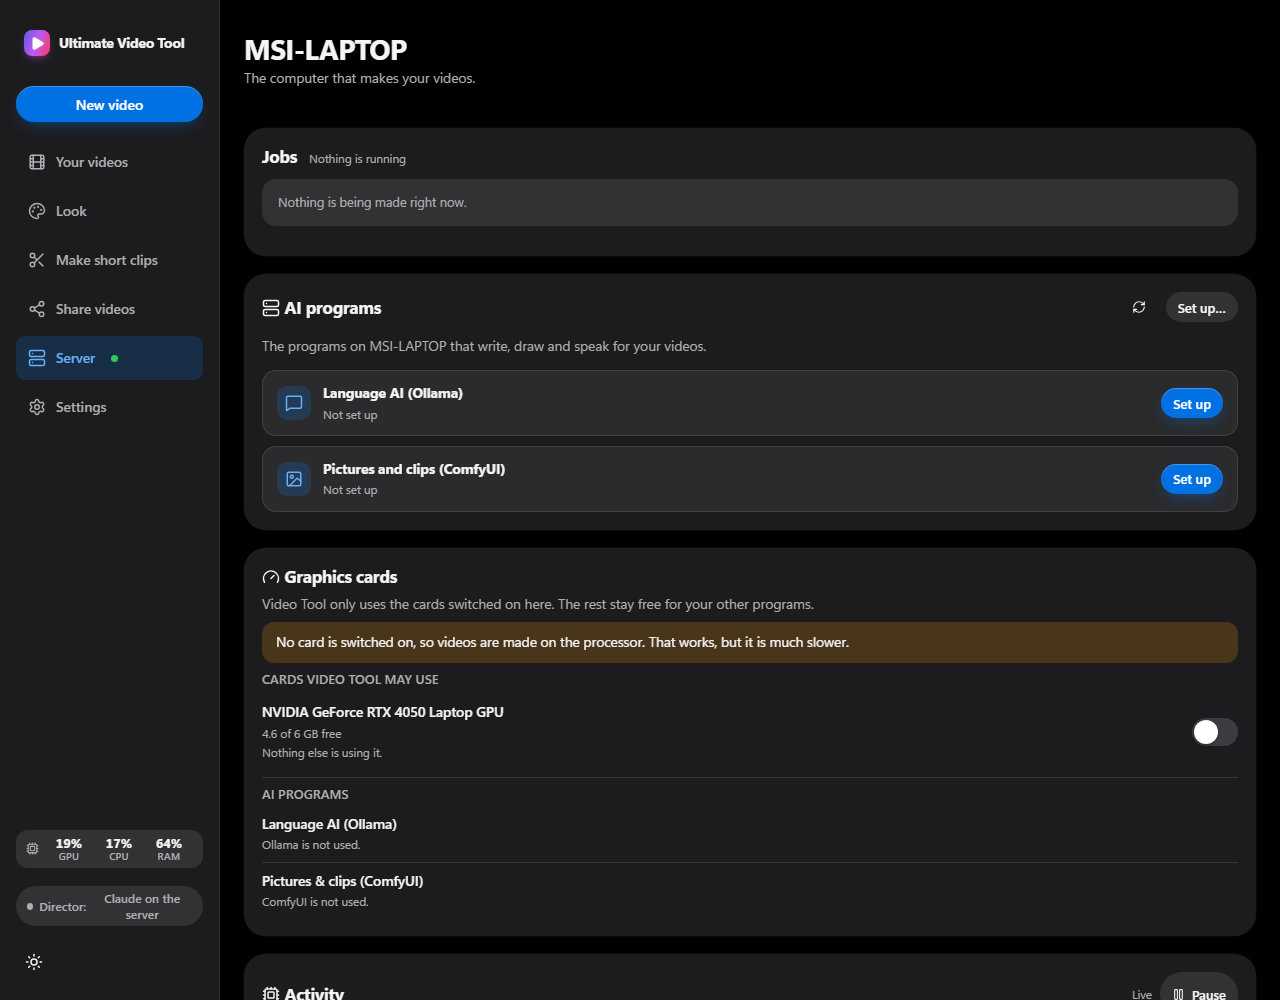 Ultimate Video Tool
New video
Your videos
Look
Make short clips
Share videos
Server
Settings
19%
GPU
17%
CPU
64%
RAM
Director:
Claude on the
server
MSI-LAPTOP
The computer that makes your videos.
Jobs
Nothing is running
Nothing is being made right now.
AI programs
Set up...
The programs on MSI-LAPTOP that write, draw and speak for your videos.
Language AI (Ollama)
Not set up
Set up
Pictures and clips (ComfyUI)
Not set up
Set up
Graphics cards
Video Tool only uses the cards switched on here. The rest stay free for your other programs.
No card is switched on, so videos are made on the processor. That works, but it is much slower.
CARDS VIDEO TOOL MAY USE
NVIDIA GeForce RTX 4050 Laptop GPU
4.6 of 6 GB free
Nothing else is using it.
AI PROGRAMS
Language AI (Ollama)
Ollama is not used.
Pictures & clips (ComfyUI)
ComfyUI is not used.
Activity
Live
Pause